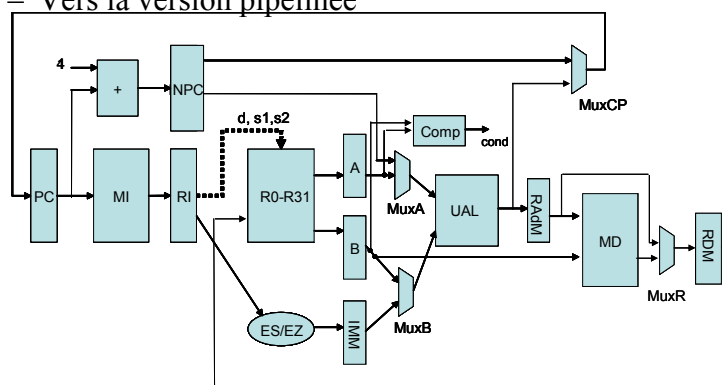 – Vers la version pipelinée
4
+
NPC
MuxCP
d, s1,s2
Comp
cond
PC
MI
RI
R0-R31
A
MuxA
UAL
RAdM
B
MD
RDM
MuxR
ES/EZ
IMM
MuxB